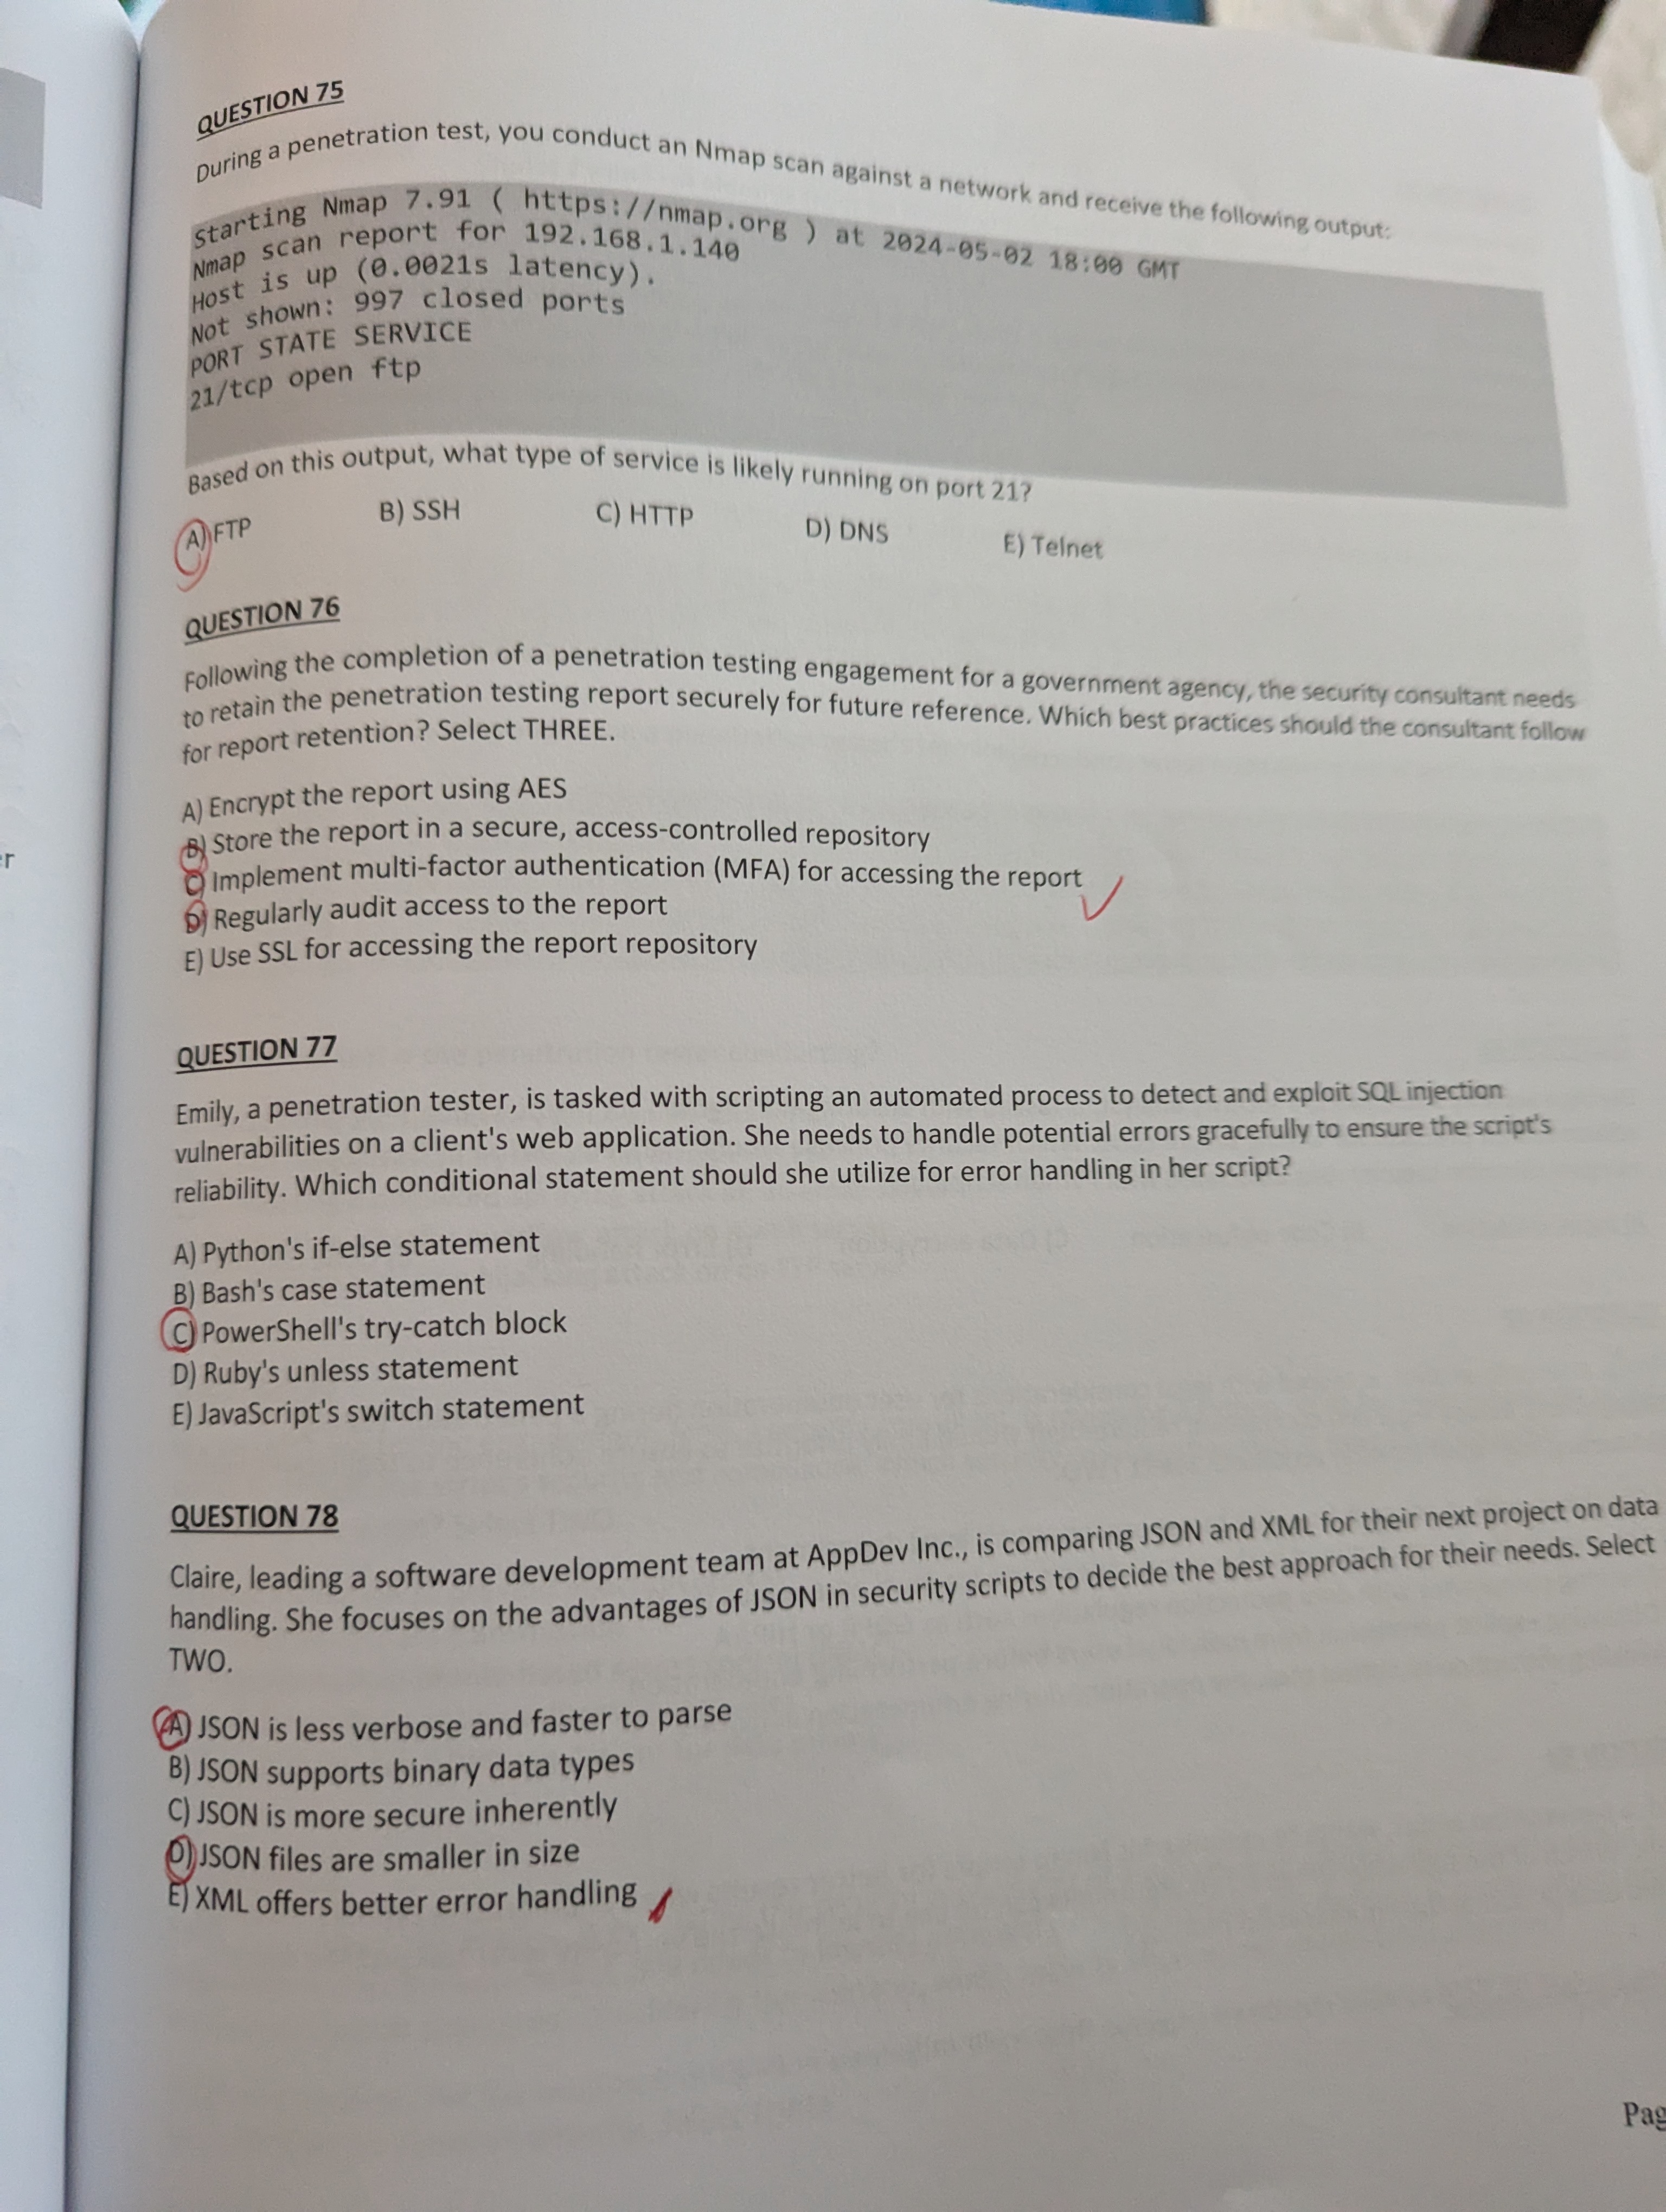 QUESTION 75
During a penetration test, you conduct an Nmap scan against a network and receive the following output:
Starting Nmap 7.91 ( https://nmap.org ) at 2024-05-02 18:00 GMT
Nmap scan report for 192.168.1.140
Host is up (0.0021s latency).
Not shown: 997 closed ports
PORT STATE SERVICE
21/tcp open ftp
Based on this output, what type of service is likely running on port 21?
A) FTP B) SSH C) HTTP D) DNS E) Telnet
QUESTION 76
Following the completion of a penetration testing engagement for a government agency, the security consultant needs
to retain the penetration testing report securely for future reference. Which best practices should the consultant follow
for report retention? Select THREE.
A) Encrypt the report using AES
B) Store the report in a secure, access-controlled repository
C) Implement multi-factor authentication (MFA) for accessing the report
D) Regularly audit access to the report
E) Use SSL for accessing the report repository
QUESTION 77
Emily, a penetration tester, is tasked with scripting an automated process to detect and exploit SQL injection
vulnerabilities on a client's web application. She needs to handle potential errors gracefully to ensure the script's
reliability. Which conditional statement should she utilize for error handling in her script?
A) Python's if-else statement
B) Bash's case statement
C) PowerShell's try-catch block
D) Ruby's unless statement
E) JavaScript's switch statement
QUESTION 78
Claire, leading a software development team at AppDev Inc., is comparing JSON and XML for their next project on data
handling. She focuses on the advantages of JSON in security scripts to decide the best approach for their needs. Select
TWO.
A) JSON is less verbose and faster to parse
B) JSON supports binary data types
C) JSON is more secure inherently
D) JSON files are smaller in size
E) XML offers better error handling
Pag